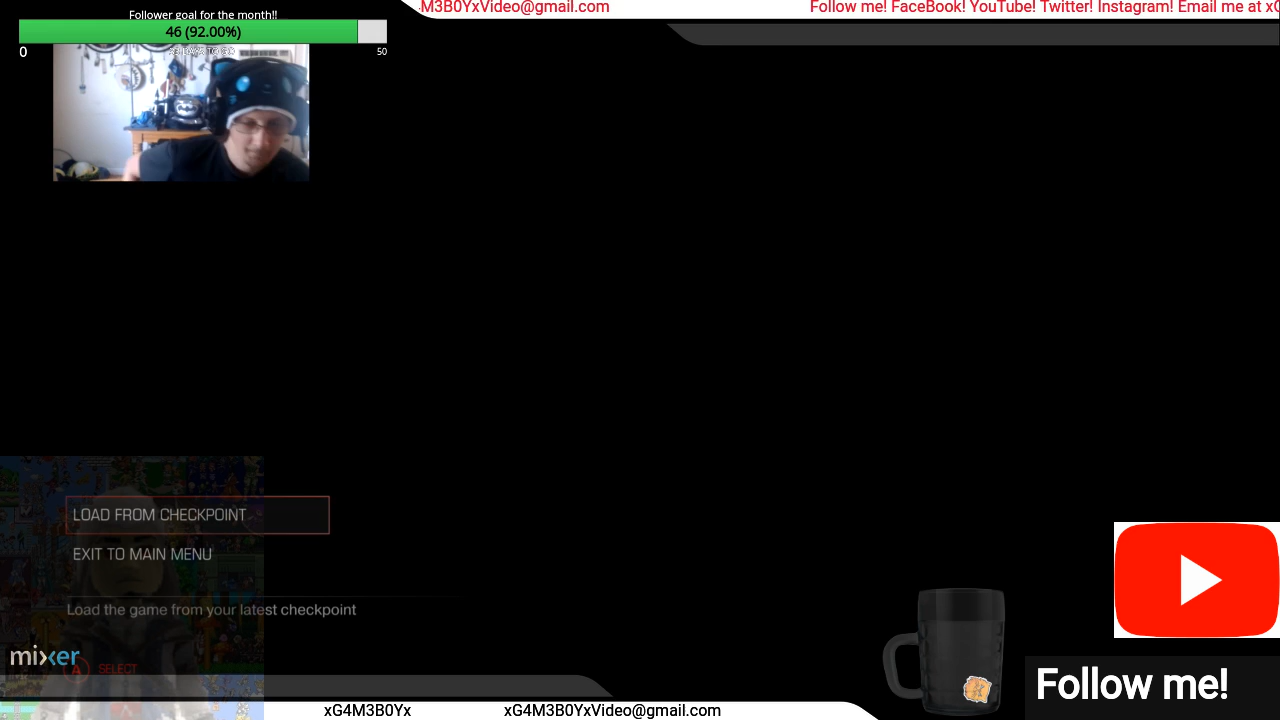 Follower goal for the month!!
46 (92.00%)
0
50
M3B0YxVideo@gmail.com
Follow me! FaceBook! YouTube! Twitter! Instagram! Email me at
LOAD FROM CHECKPOINT
EXIT TO MAIN MENU
Load the game from your latest checkpoint
mixer
A SELECT
Follow me!
xG4M3B0Yx
xG4M3B0YxVideo@gmail.com